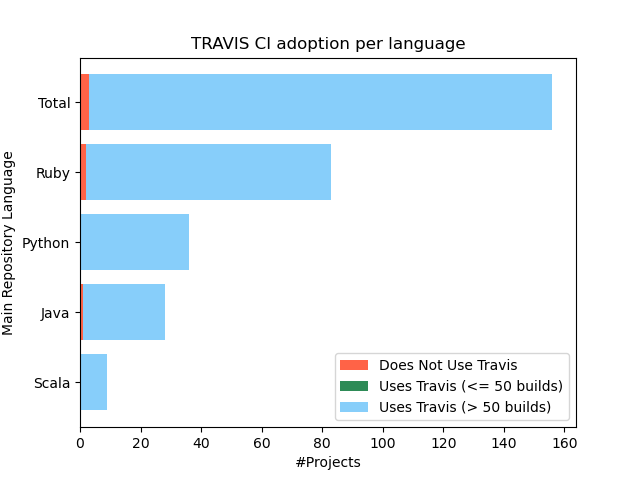 TRAVIS CI adoption per language
Main Repository Language
Total
Ruby
Python
Java
Scala
Does Not Use Travis
Uses Travis (<= 50 builds)
Uses Travis (> 50 builds)
0 20 40 60 80 100 120 140 160
#Projects